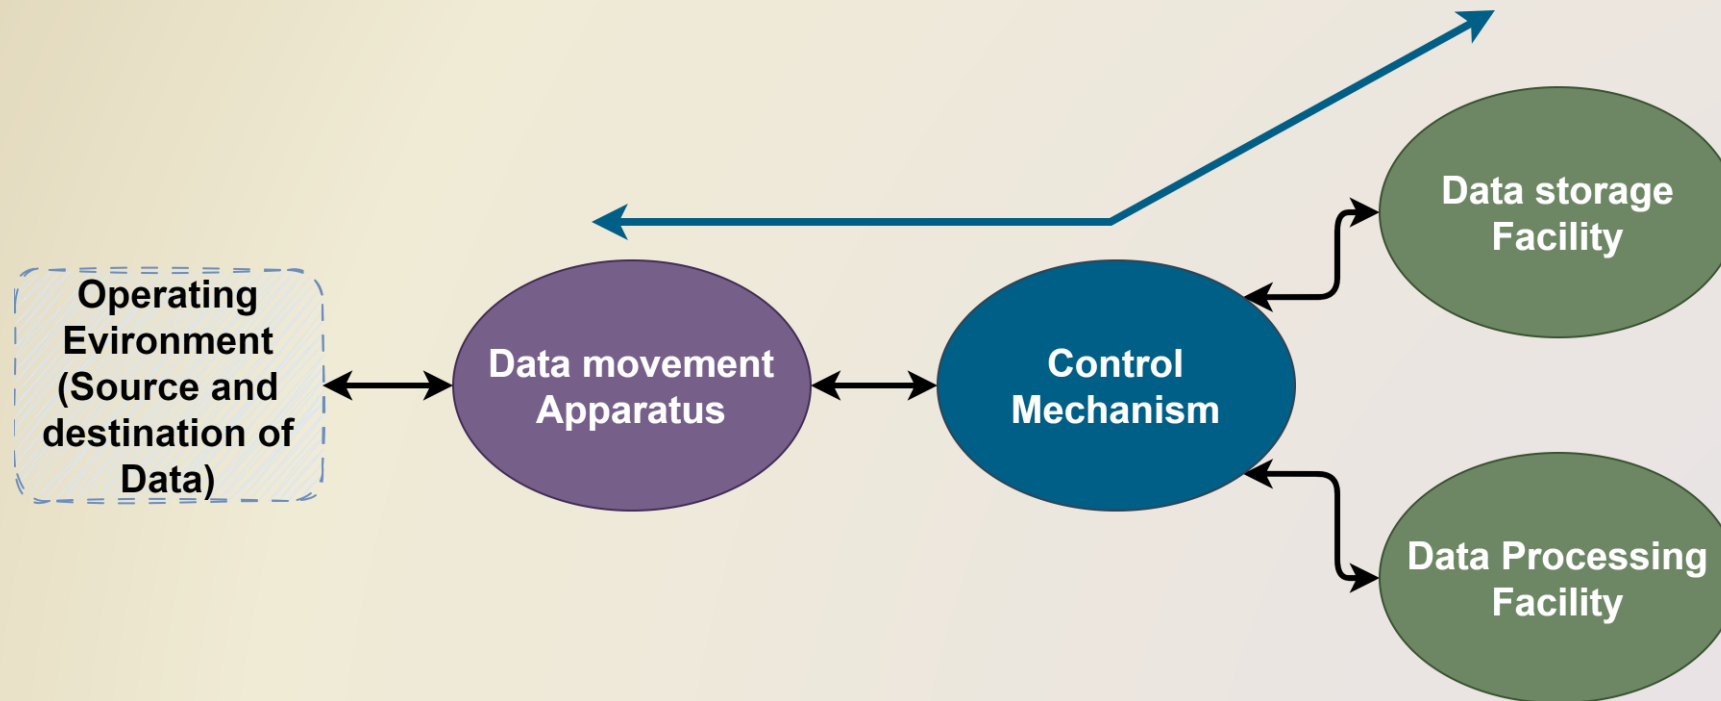 Operating
Evironment
(Source and
destination of
Data)
Data movement
Apparatus
Control
Mechanism
Data storage
Facility
Data Processing
Facility